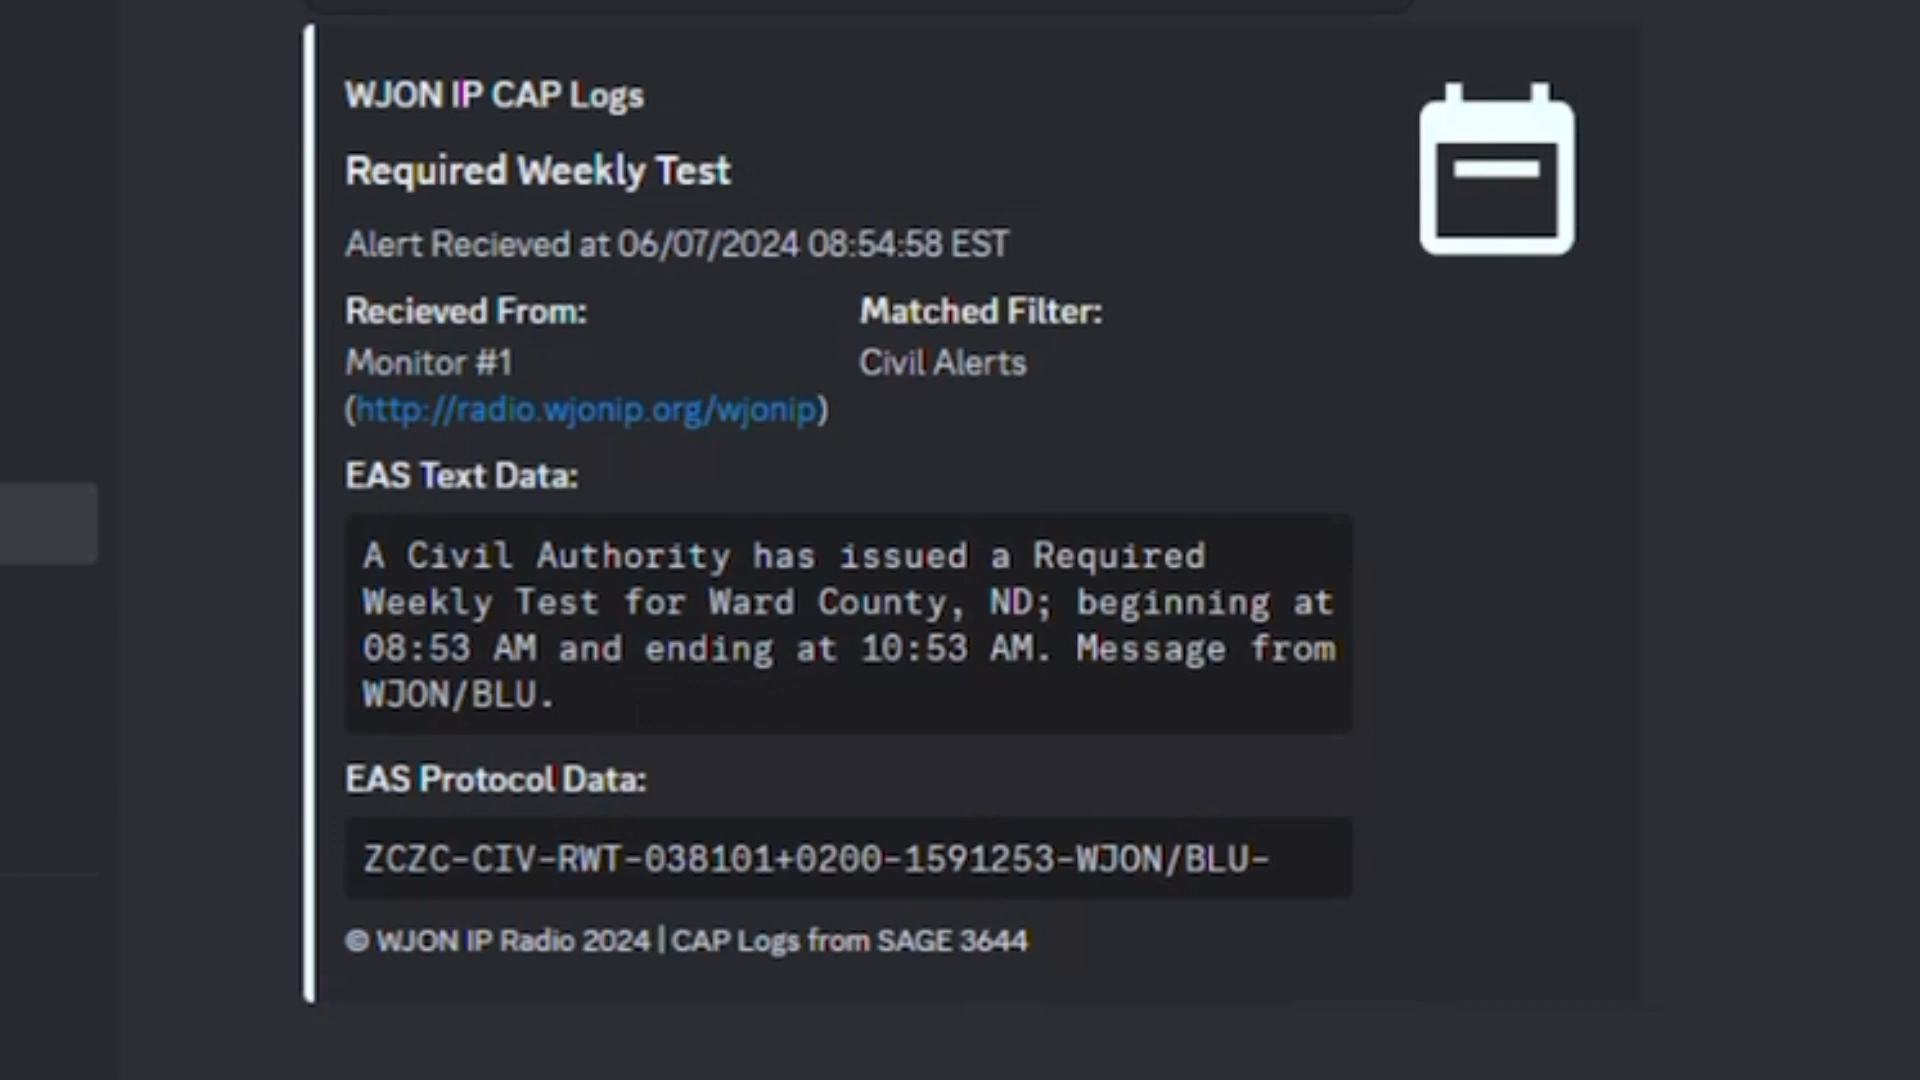 WJON IP CAP Logs
Required Weekly Test
Alert Recieved at 06/07/2024 08:54:58 EST
Recieved From:
Monitor #1
(http://radio.wjonip.org/wjonip)
Matched Filter:
Civil Alerts
EAS Text Data:
A Civil Authority has issued a Required
Weekly Test for Ward County, ND; beginning at
08:53 AM and ending at 10:53 AM. Message from
WJON/BLU.
EAS Protocol Data:
ZCZC-CIV-RWT-038101+0200-1591253-WJON/BLU-
© WJON IP Radio 2024 | CAP Logs from SAGE 3644